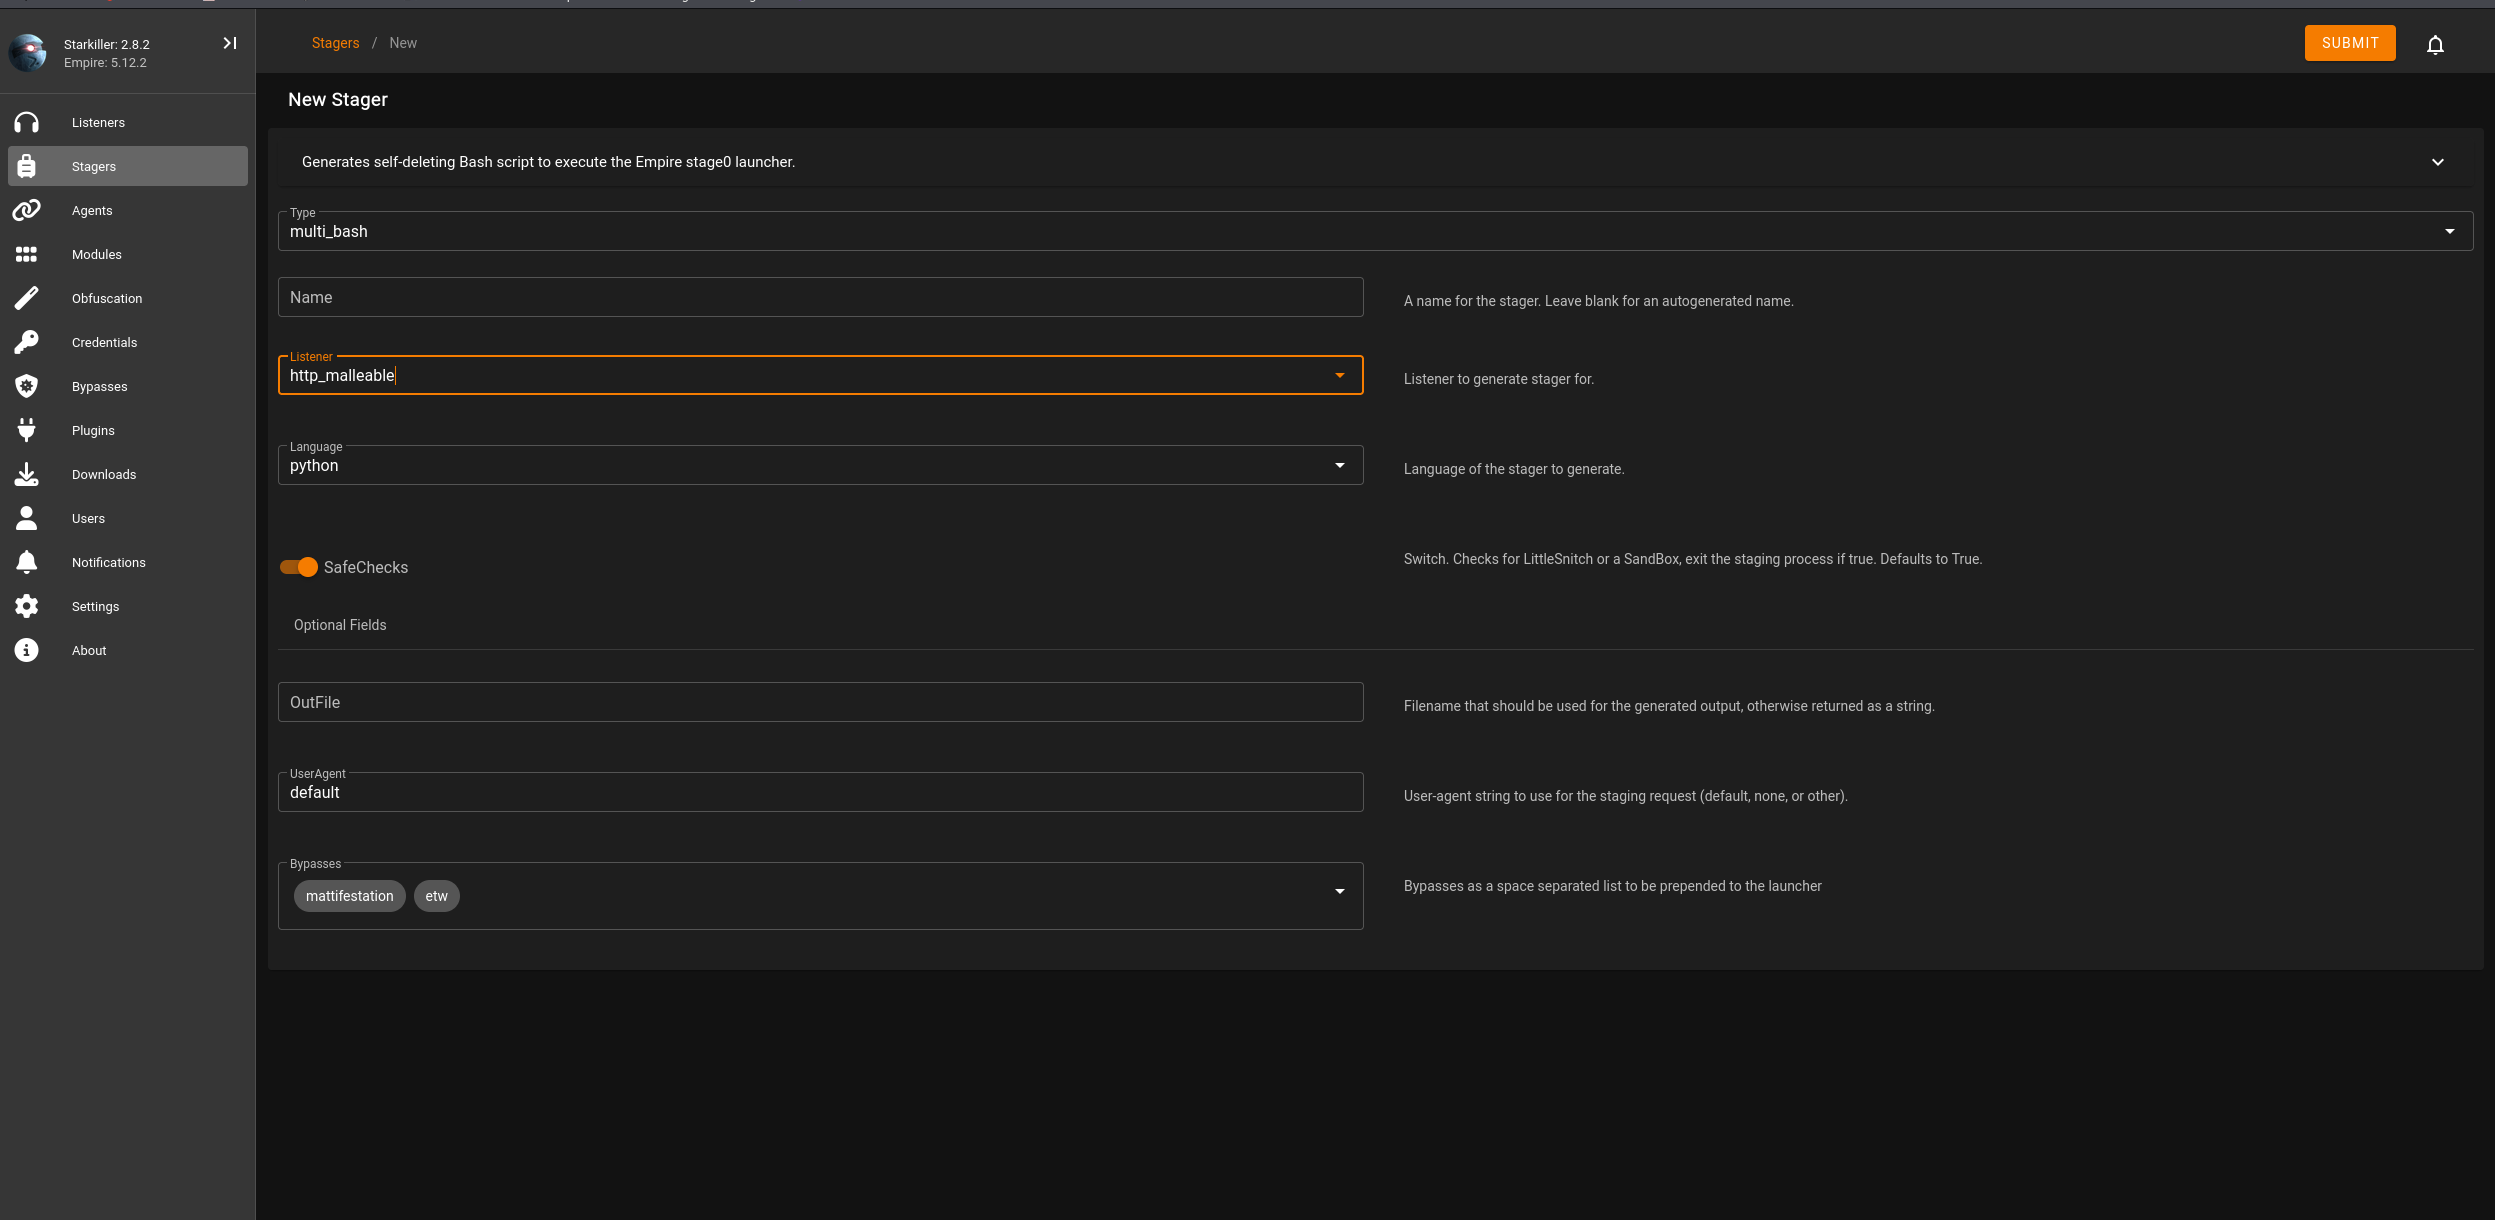 Starkiller: 2.8.2
Empire: 5.12.2
Listeners
Stagers
Agents
Modules
Obfuscation
Credentials
Bypasses
Plugins
Downloads
Users
Notifications
Settings
About
Stagers / New
SUBMIT
New Stager
Generates self-deleting Bash script to execute the Empire stage0 launcher.
Type
multi_bash
Name
A name for the stager. Leave blank for an autogenerated name.
Listener
http_malleable
Listener to generate stager for.
Language
python
Language of the stager to generate.
SafeChecks
Switch. Checks for LittleSnitch or a SandBox, exit the staging process if true. Defaults to True.
Optional Fields
OutFile
Filename that should be used for the generated output, otherwise returned as a string.
UserAgent
default
User-agent string to use for the staging request (default, none, or other).
Bypasses
mattifestation etw
Bypasses as a space separated list to be prepended to the launcher